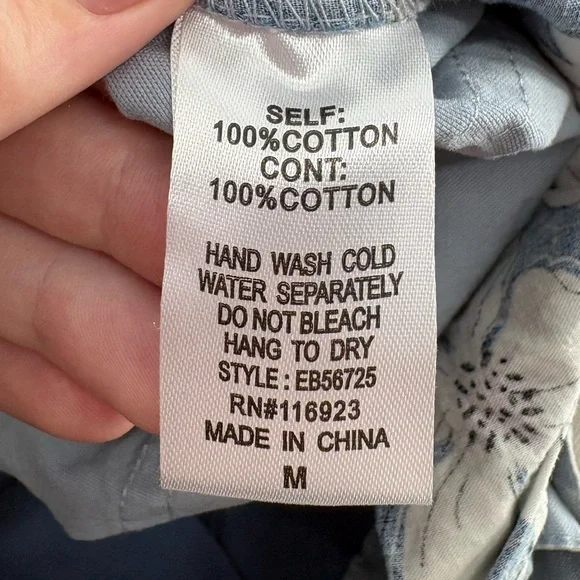 SELF:
100%COTTON
CONT:
100%COTTON
HAND WASH COLD
WATER SEPARATELY
DO NOT BLEACH
HANG TO DRY
STYLE : EB56725
RN#116923
MADE IN CHINA
M